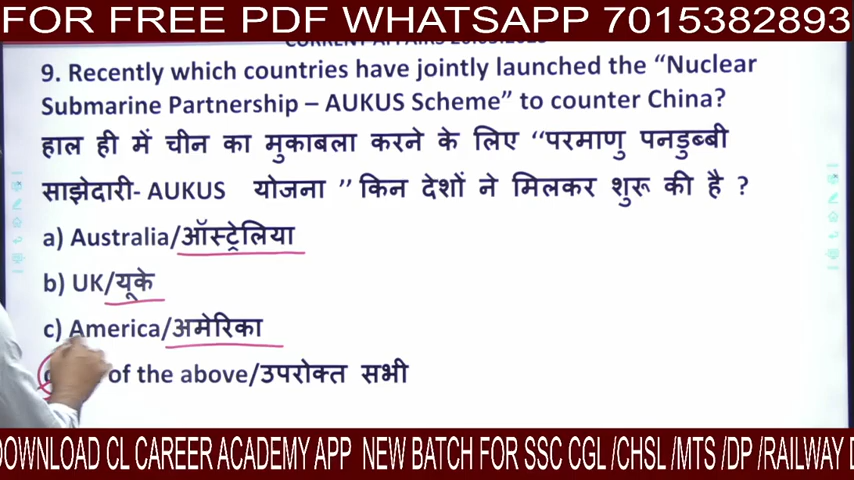 FOR FREE PDF WHATSAPP 7015382893
9. Recently which countries have jointly launched the “Nuclear
Submarine Partnership – AUKUS Scheme” to counter China?
हाल ही में चीन का मुकाबला करने के लिए “परमाणु पनडुब्बी
साझेदारी- AUKUS योजना ” किन देशों ने मिलकर शुरू की है ?
a) Australia/ऑस्ट्रेलिया
b) UK/यूके
c) America/अमेरिका
of the above/उपरोक्त सभी
DOWNLOAD CL CAREER ACADEMY APP NEW BATCH FOR SSC CGL /CHSL /MTS /DP /RAILWAY